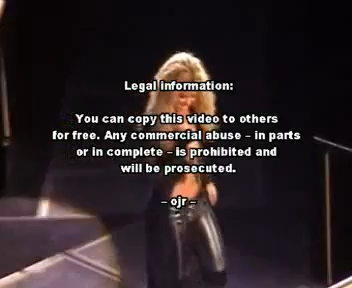 Legal information:
You can copy this video to others
for free. Any commercial abuse – in parts
or in complete – is prohibited and
will be prosecuted.
– ojr –